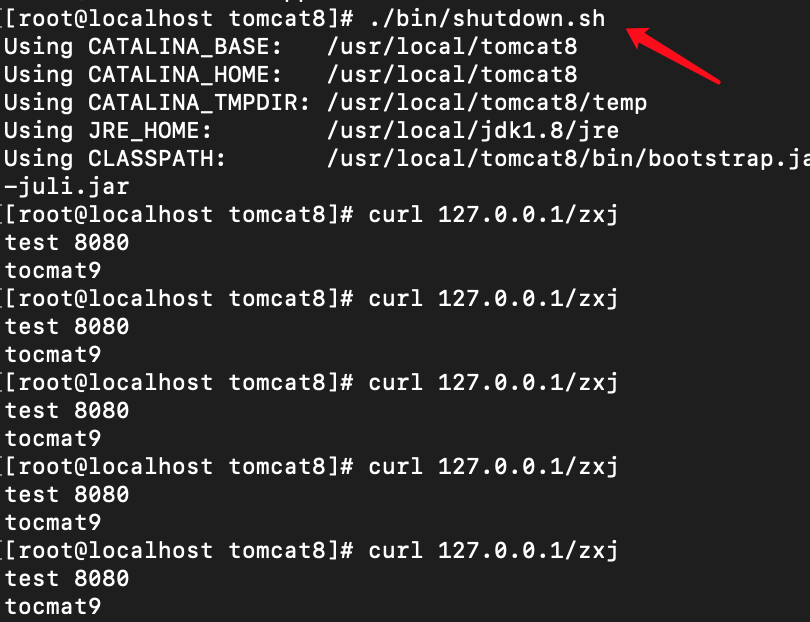 [root@localhost tomcat8]# ./bin/shutdown.sh
Using CATALINA_BASE:   /usr/local/tomcat8
Using CATALINA_HOME:   /usr/local/tomcat8
Using CATALINA_TMPDIR: /usr/local/tomcat8/temp
Using JRE_HOME:        /usr/local/jdk1.8/jre
Using CLASSPATH:       /usr/local/tomcat8/bin/bootstrap.ja
-juli.jar
[root@localhost tomcat8]# curl 127.0.0.1/zxj
test 8080
tocmat9
[root@localhost tomcat8]# curl 127.0.0.1/zxj
test 8080
tocmat9
[root@localhost tomcat8]# curl 127.0.0.1/zxj
test 8080
tocmat9
[root@localhost tomcat8]# curl 127.0.0.1/zxj
test 8080
tocmat9
[root@localhost tomcat8]# curl 127.0.0.1/zxj
test 8080
tocmat9